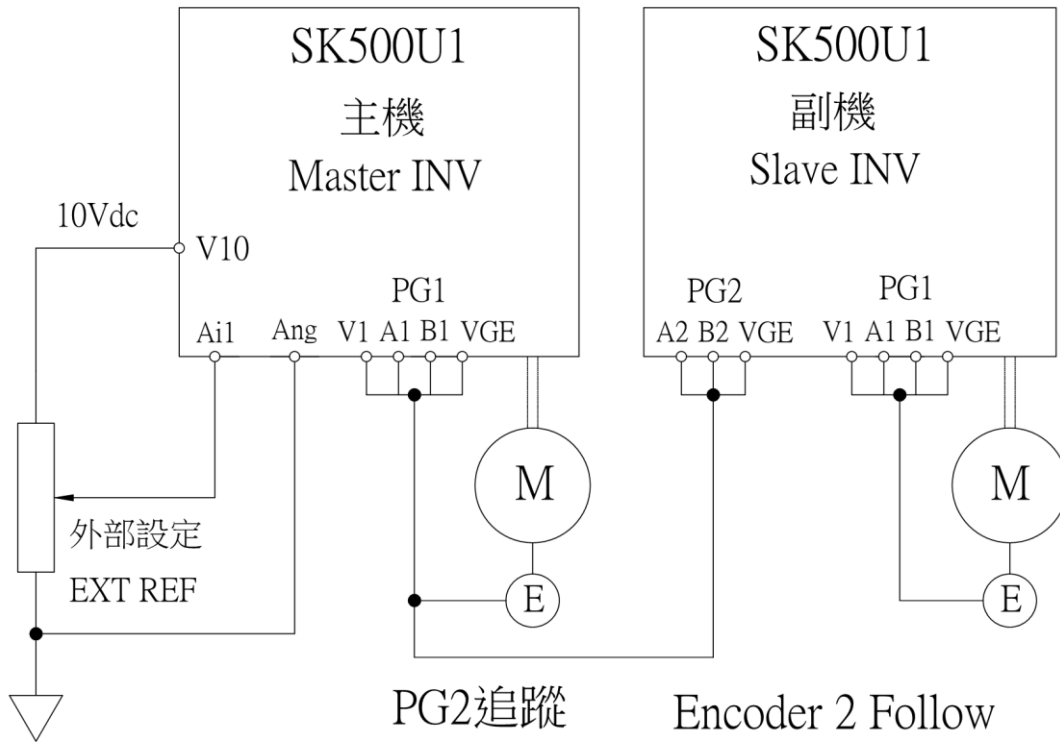 SK500U1
主機
Master INV
10Vdc
V10
PG1
Ai1 Ang V1 A1 B1 VGE
M
E
外部設定
EXT REF
SK500U1
副機
Slave INV
PG2 PG1
A2 B2 VGE V1 A1 B1 VGE
M
E
PG2追蹤 Encoder 2 Follow